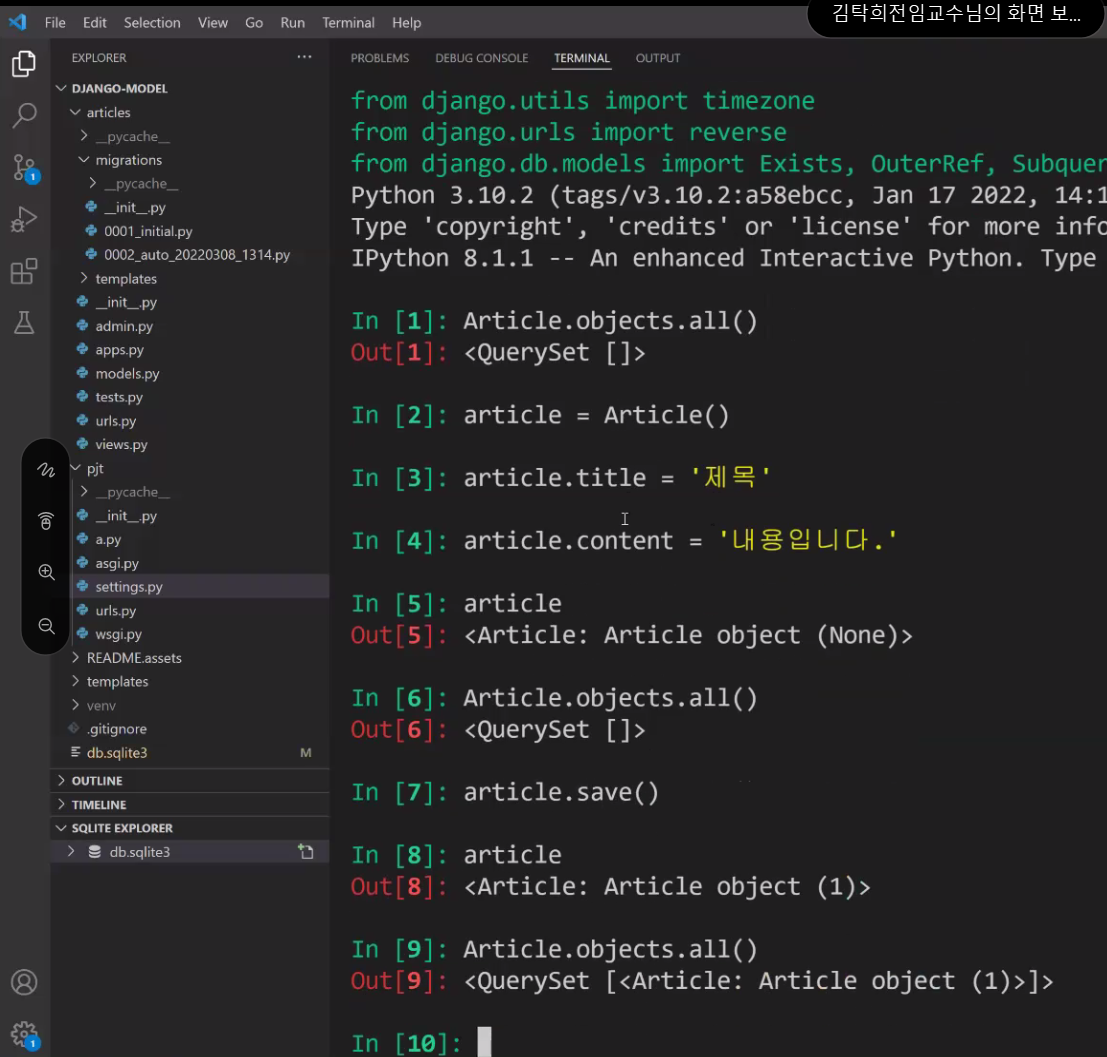 김탁희전임교수님의 화면 보...
File Edit Selection View Go Run Terminal Help
EXPLORER
DJANGO-MODEL
articles
__pycache__
migrations
__pycache__
__init__.py
0001_initial.py
0002_auto_20220308_1314.py
templates
__init__.py
admin.py
apps.py
models.py
tests.py
urls.py
views.py
pjt
__pycache__
__init__.py
a.py
asgi.py
settings.py
urls.py
wsgi.py
README.assets
templates
venv
.gitignore
db.sqlite3 M
OUTLINE
TIMELINE
SQLITE EXPLORER
db.sqlite3
1
1
PROBLEMS DEBUG CONSOLE TERMINAL OUTPUT
from django.utils import timezone
from django.urls import reverse
from django.db.models import Exists, OuterRef, Subquer
Python 3.10.2 (tags/v3.10.2:a58ebcc, Jan 17 2022, 14:1
Type 'copyright', 'credits' or 'license' for more info
IPython 8.1.1 -- An enhanced Interactive Python. Type
In [1]: Article.objects.all()
Out[1]: <QuerySet []>
In [2]: article = Article()
In [3]: article.title = '제목'
In [4]: article.content = '내용입니다.'
In [5]: article
Out[5]: <Article: Article object (None)>
In [6]: Article.objects.all()
Out[6]: <QuerySet []>
In [7]: article.save()
In [8]: article
Out[8]: <Article: Article object (1)>
In [9]: Article.objects.all()
Out[9]: <QuerySet [<Article: Article object (1)>]>
In [10]: